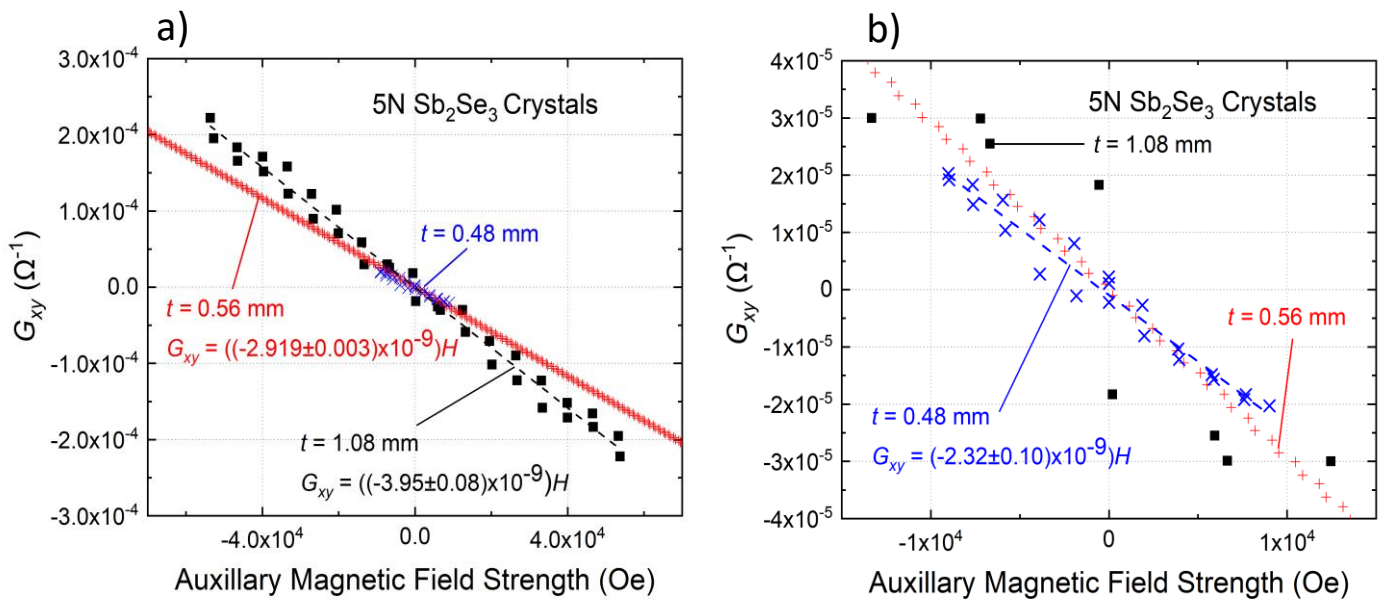 a)
3.0x10⁻⁴
2.0x10⁻⁴
1.0x10⁻⁴
0.0
-1.0x10⁻⁴
-2.0x10⁻⁴
-3.0x10⁻⁴
Gxy (Ω⁻¹)
5N Sb₂Se₃ Crystals
t = 0.48 mm
t = 0.56 mm
Gxy = ((-2.919±0.003)x10⁻⁹)H
t = 1.08 mm
Gxy = ((-3.95±0.08)x10⁻⁹)H
-4.0x10⁴
0.0
4.0x10⁴
Auxillary Magnetic Field Strength (Oe)
b)
4x10⁻⁵
3x10⁻⁵
2x10⁻⁵
1x10⁻⁵
0
-1x10⁻⁵
-2x10⁻⁵
-3x10⁻⁵
-4x10⁻⁵
Gxy (Ω⁻¹)
5N Sb₂Se₃ Crystals
t = 1.08 mm
t = 0.56 mm
t = 0.48 mm
Gxy = (-2.32±0.10)x10⁻⁹)H
-1x10⁴
0
1x10⁴
Auxillary Magnetic Field Strength (Oe)